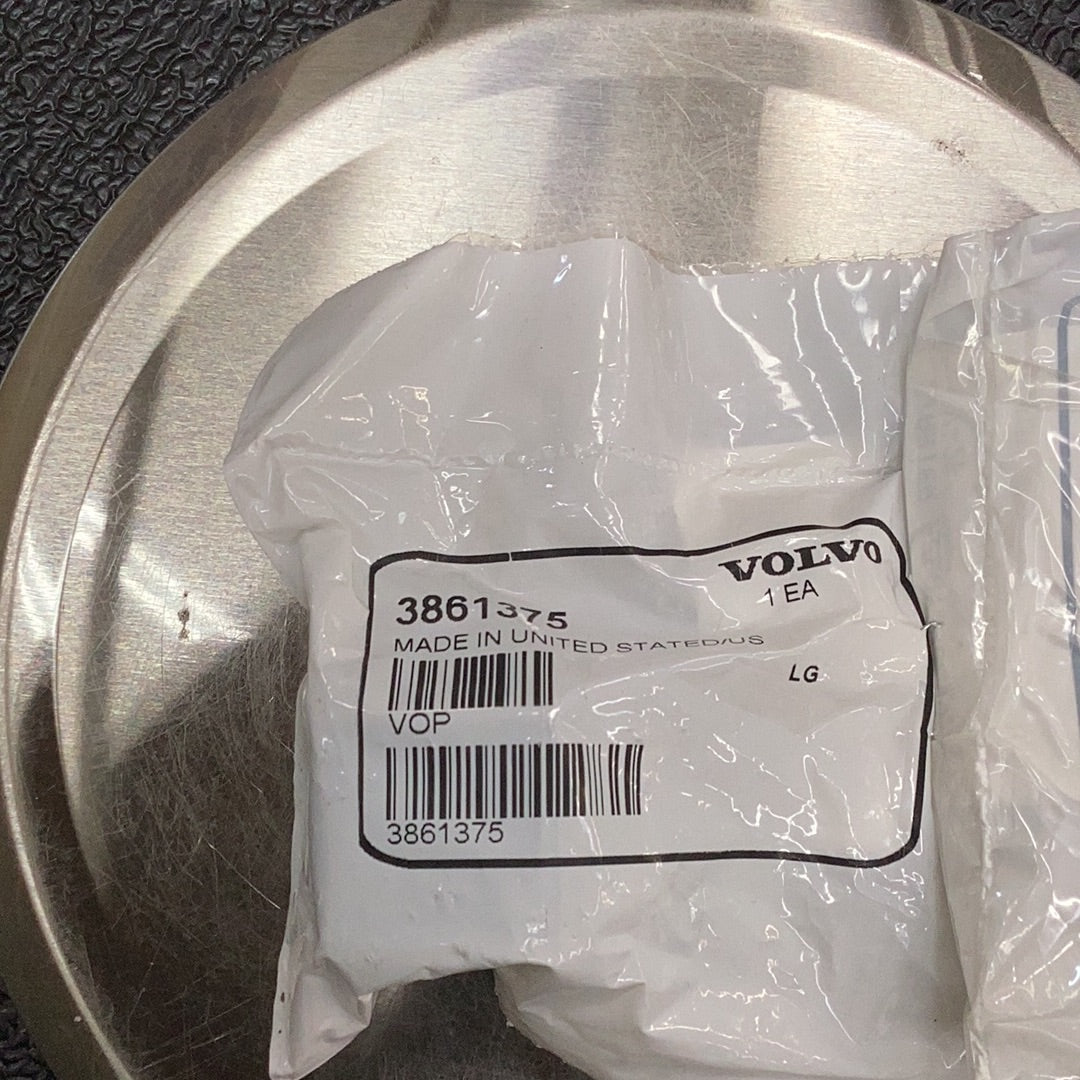 VOLVO
3861375
1 EA
MADE IN UNITED STATED/US
LG
VOP
3861375